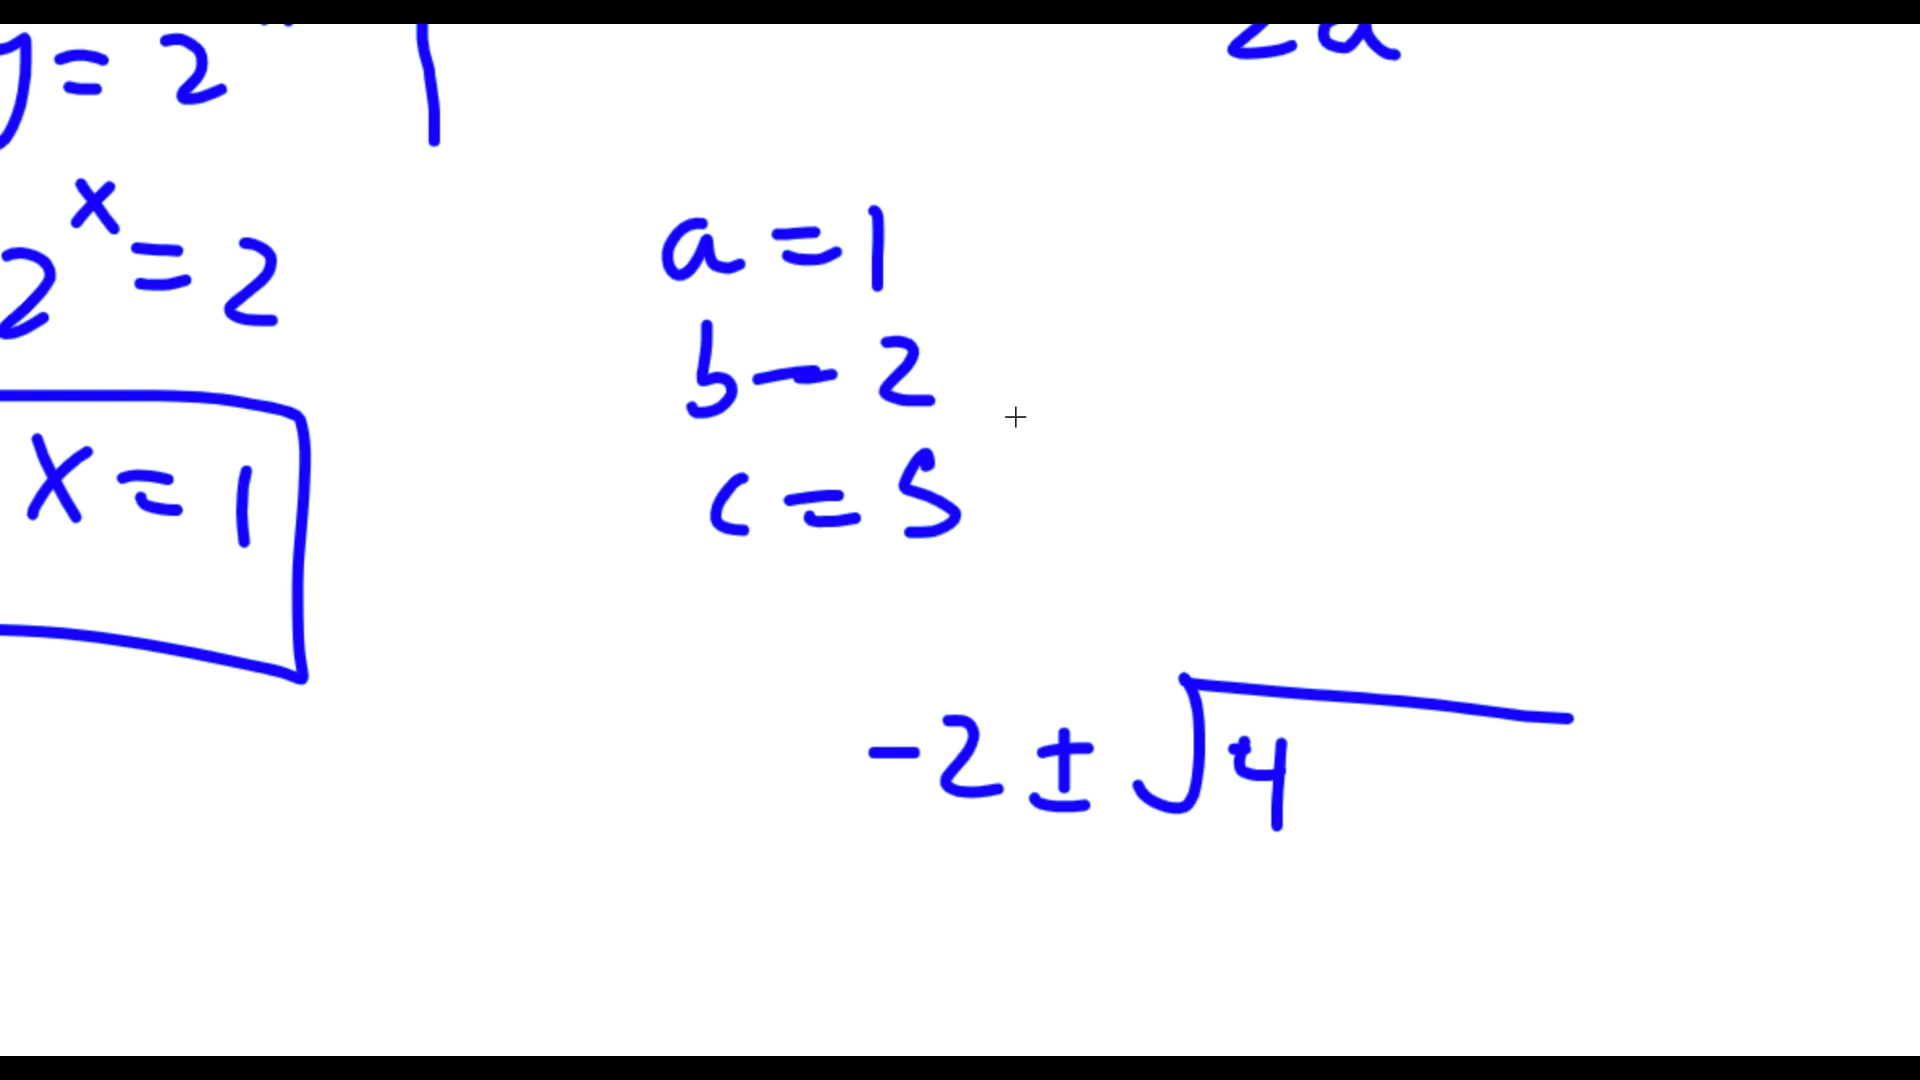 y = 2
2a
2^x = 2
x = 1
a = 1
b = 2
c = 5
-2 ± √4